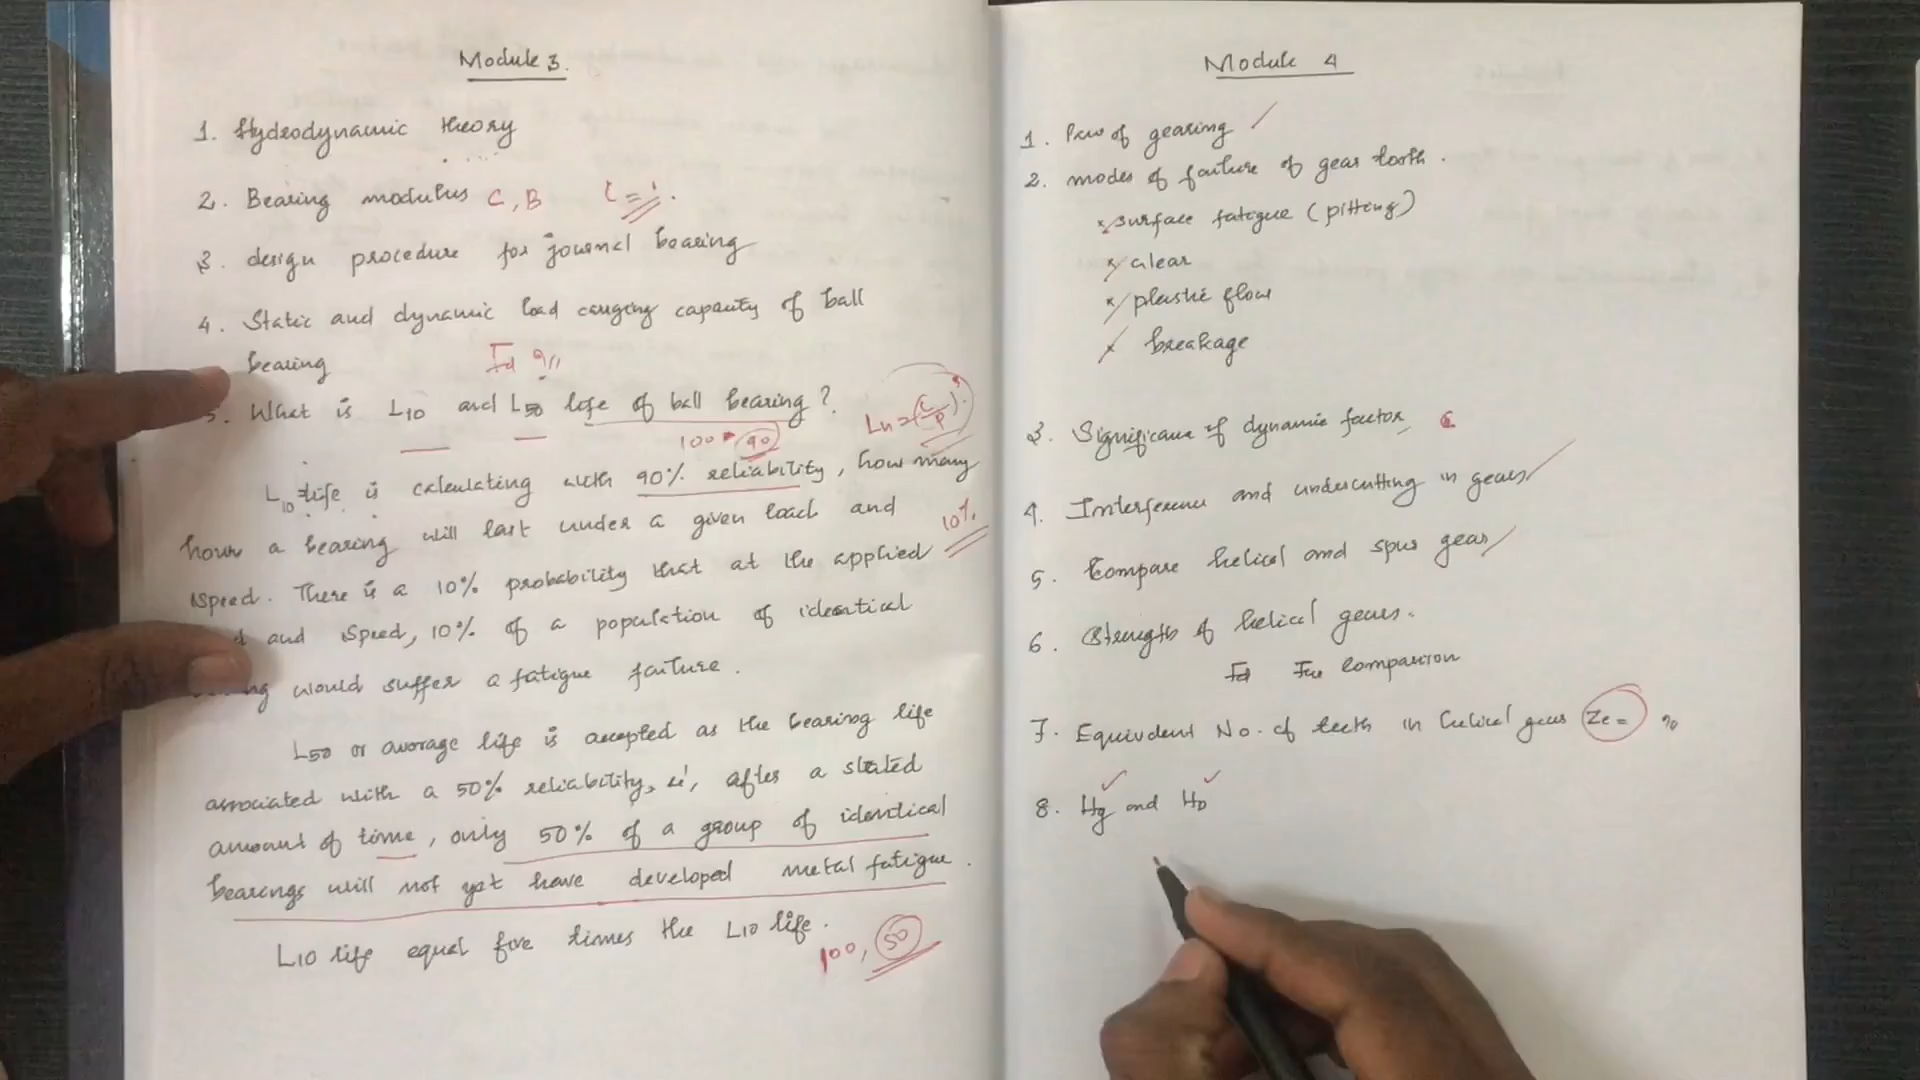 Module 3.
1. Hydrodynamic theory
2. Bearing modulus C, B
3. design procedure for journal bearing
4. Static and dynamic load carrying capacity of ball
bearing
5. What is L10 and L50 life of ball bearing?
100 90
Ln = (C/P)
L10 life is calculating with 90% reliability, how many
hour a bearing will last under a given load and
10%
speed. There is a 10% probability that at the applied
and speed, 10% of a population of identical
would suffer a fatigue failure.
L50 or average life is accepted as the bearing life
associated with a 50% reliability, ie', after a stated
amount of time, only 50% of a group of identical
bearings will not yet have developed metal fatigue.
L10 life equal five times the L10 life.
100, 50
Module 4
1. Law of gearing
2. modes of failure of gear tooth.
x surface fatigue (pitting)
x wear
x plastic flow
x breakage
3. Significance of dynamic factor
4. Interference and undercutting in gears
5. Compare helical and spur gear
6. Strength of helical gears.
Fd Fw comparison
7. Equivalent No. of teeth in helical gears Ze =
8. Hg and Hp